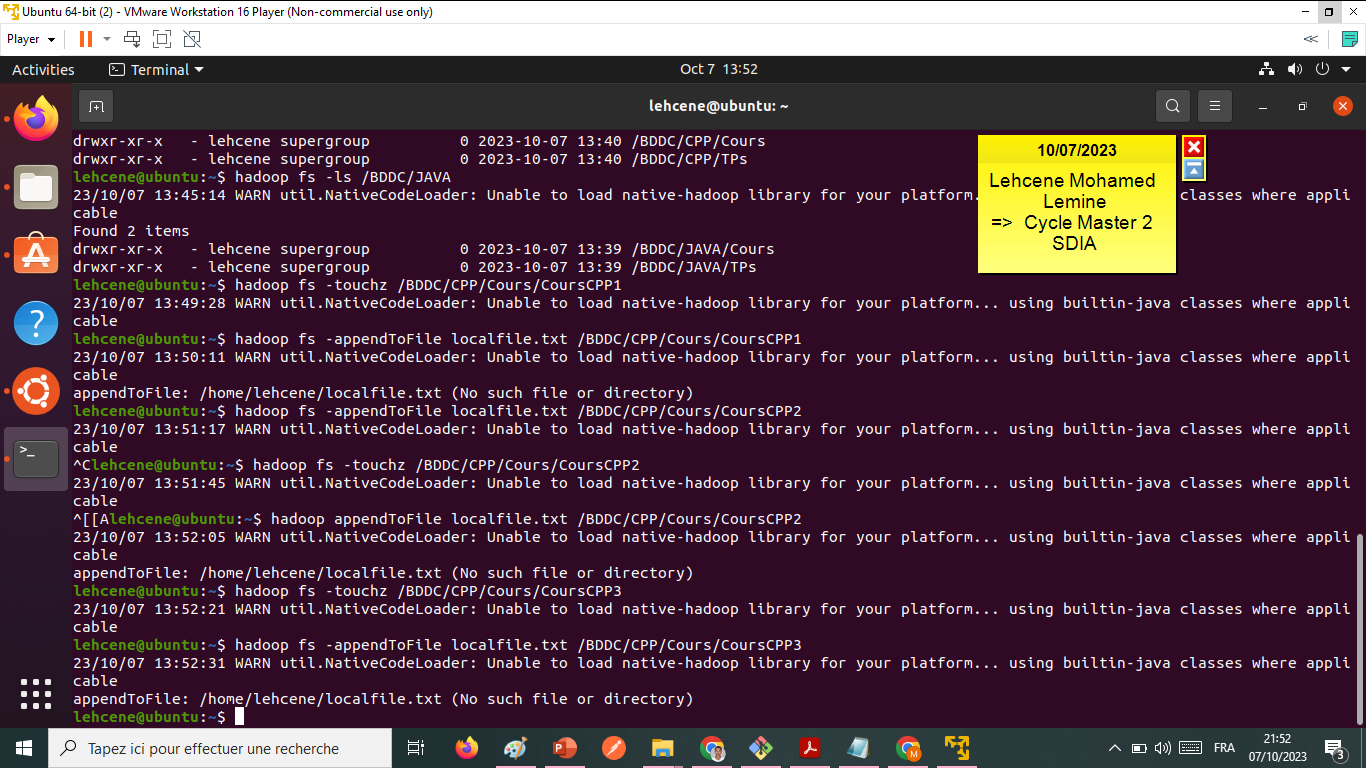 Ubuntu 64-bit (2) - VMware Workstation 16 Player (Non-commercial use only)
Player
Activities
Terminal
Oct 7 13:52
lehcene@ubuntu: ~
drwxr-xr-x   - lehcene supergroup          0 2023-10-07 13:40 /BDDC/CPP/Cours
drwxr-xr-x   - lehcene supergroup          0 2023-10-07 13:40 /BDDC/CPP/TPs
lehcene@ubuntu:~$ hadoop fs -ls /BDDC/JAVA
23/10/07 13:45:14 WARN util.NativeCodeLoader: Unable to load native-hadoop library for your platform. classes where appli
cable
Found 2 items
drwxr-xr-x   - lehcene supergroup          0 2023-10-07 13:39 /BDDC/JAVA/Cours
drwxr-xr-x   - lehcene supergroup          0 2023-10-07 13:39 /BDDC/JAVA/TPs
lehcene@ubuntu:~$ hadoop fs -touchz /BDDC/CPP/Cours/CoursCPP1
23/10/07 13:49:28 WARN util.NativeCodeLoader: Unable to load native-hadoop library for your platform... using builtin-java classes where appli
cable
lehcene@ubuntu:~$ hadoop fs -appendToFile localfile.txt /BDDC/CPP/Cours/CoursCPP1
23/10/07 13:50:11 WARN util.NativeCodeLoader: Unable to load native-hadoop library for your platform... using builtin-java classes where appli
cable
appendToFile: /home/lehcene/localfile.txt (No such file or directory)
lehcene@ubuntu:~$ hadoop fs -appendToFile localfile.txt /BDDC/CPP/Cours/CoursCPP2
23/10/07 13:51:17 WARN util.NativeCodeLoader: Unable to load native-hadoop library for your platform... using builtin-java classes where appli
cable
^Clehcene@ubuntu:~$ hadoop fs -touchz /BDDC/CPP/Cours/CoursCPP2
23/10/07 13:51:45 WARN util.NativeCodeLoader: Unable to load native-hadoop library for your platform... using builtin-java classes where appli
cable
^[[Alehcene@ubuntu:~$ hadoop appendToFile localfile.txt /BDDC/CPP/Cours/CoursCPP2
23/10/07 13:52:05 WARN util.NativeCodeLoader: Unable to load native-hadoop library for your platform... using builtin-java classes where appli
cable
appendToFile: /home/lehcene/localfile.txt (No such file or directory)
lehcene@ubuntu:~$ hadoop fs -touchz /BDDC/CPP/Cours/CoursCPP3
23/10/07 13:52:21 WARN util.NativeCodeLoader: Unable to load native-hadoop library for your platform... using builtin-java classes where appli
cable
lehcene@ubuntu:~$ hadoop fs -appendToFile localfile.txt /BDDC/CPP/Cours/CoursCPP3
23/10/07 13:52:31 WARN util.NativeCodeLoader: Unable to load native-hadoop library for your platform... using builtin-java classes where appli
cable
appendToFile: /home/lehcene/localfile.txt (No such file or directory)
lehcene@ubuntu:~$
10/07/2023
Lehcene Mohamed
Lemine
=> Cycle Master 2
SDIA
Tapez ici pour effectuer une recherche
FRA
21:52
07/10/2023
3